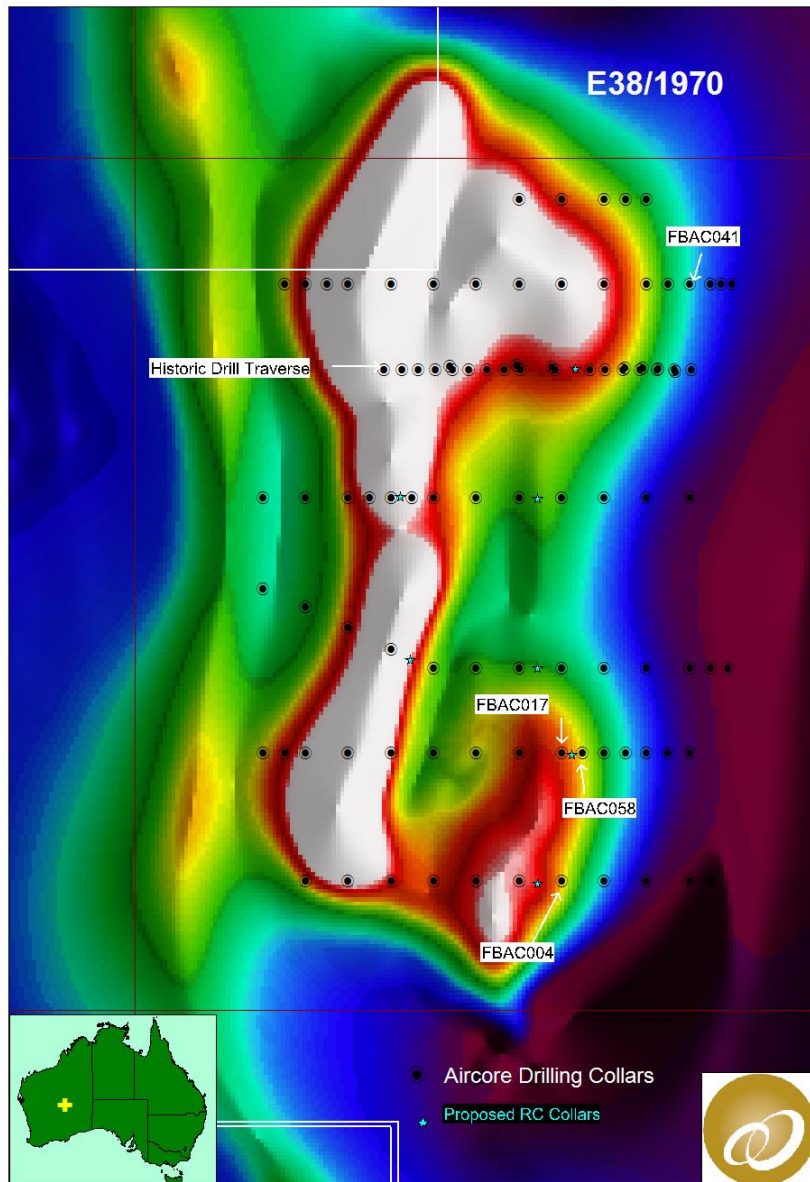 E38/1970
FBAC041
Historic Drill Traverse
FBAC017
FBAC058
FBAC004
Aircore Drilling Collars
Proposed RC Collars